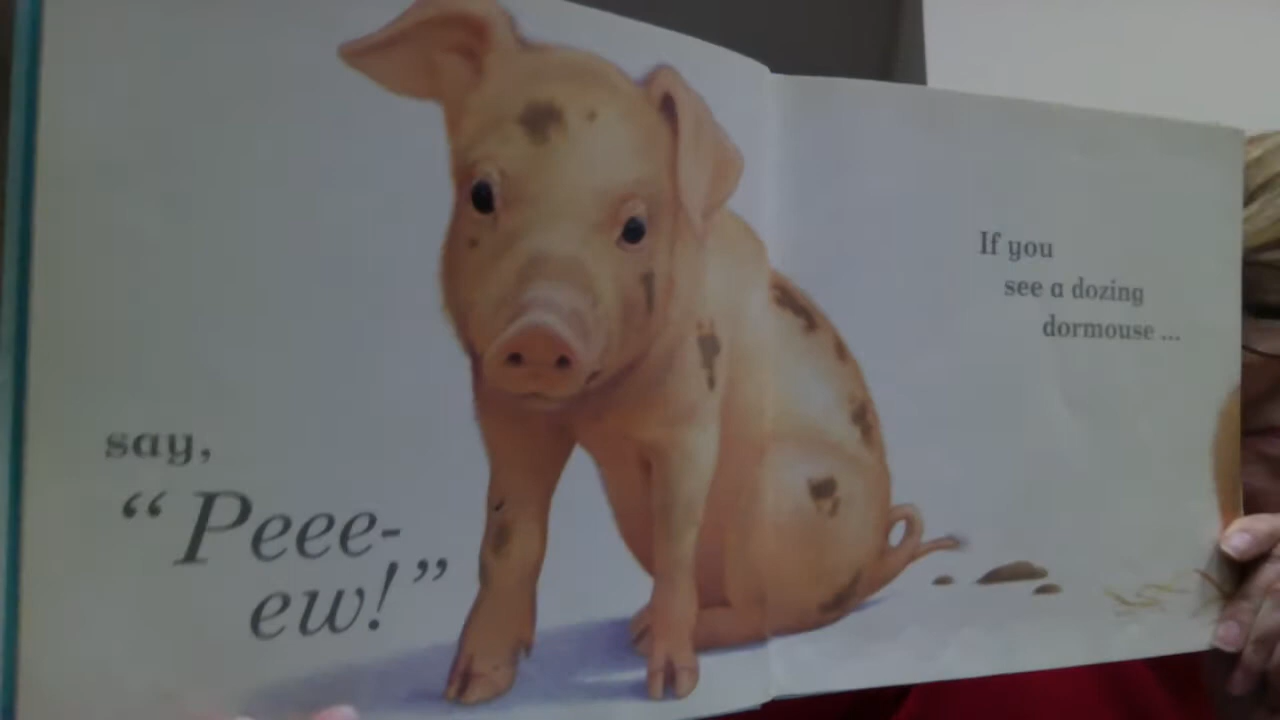 say,
“Peee-
ew!”
If you
see a dozing
dormouse ...